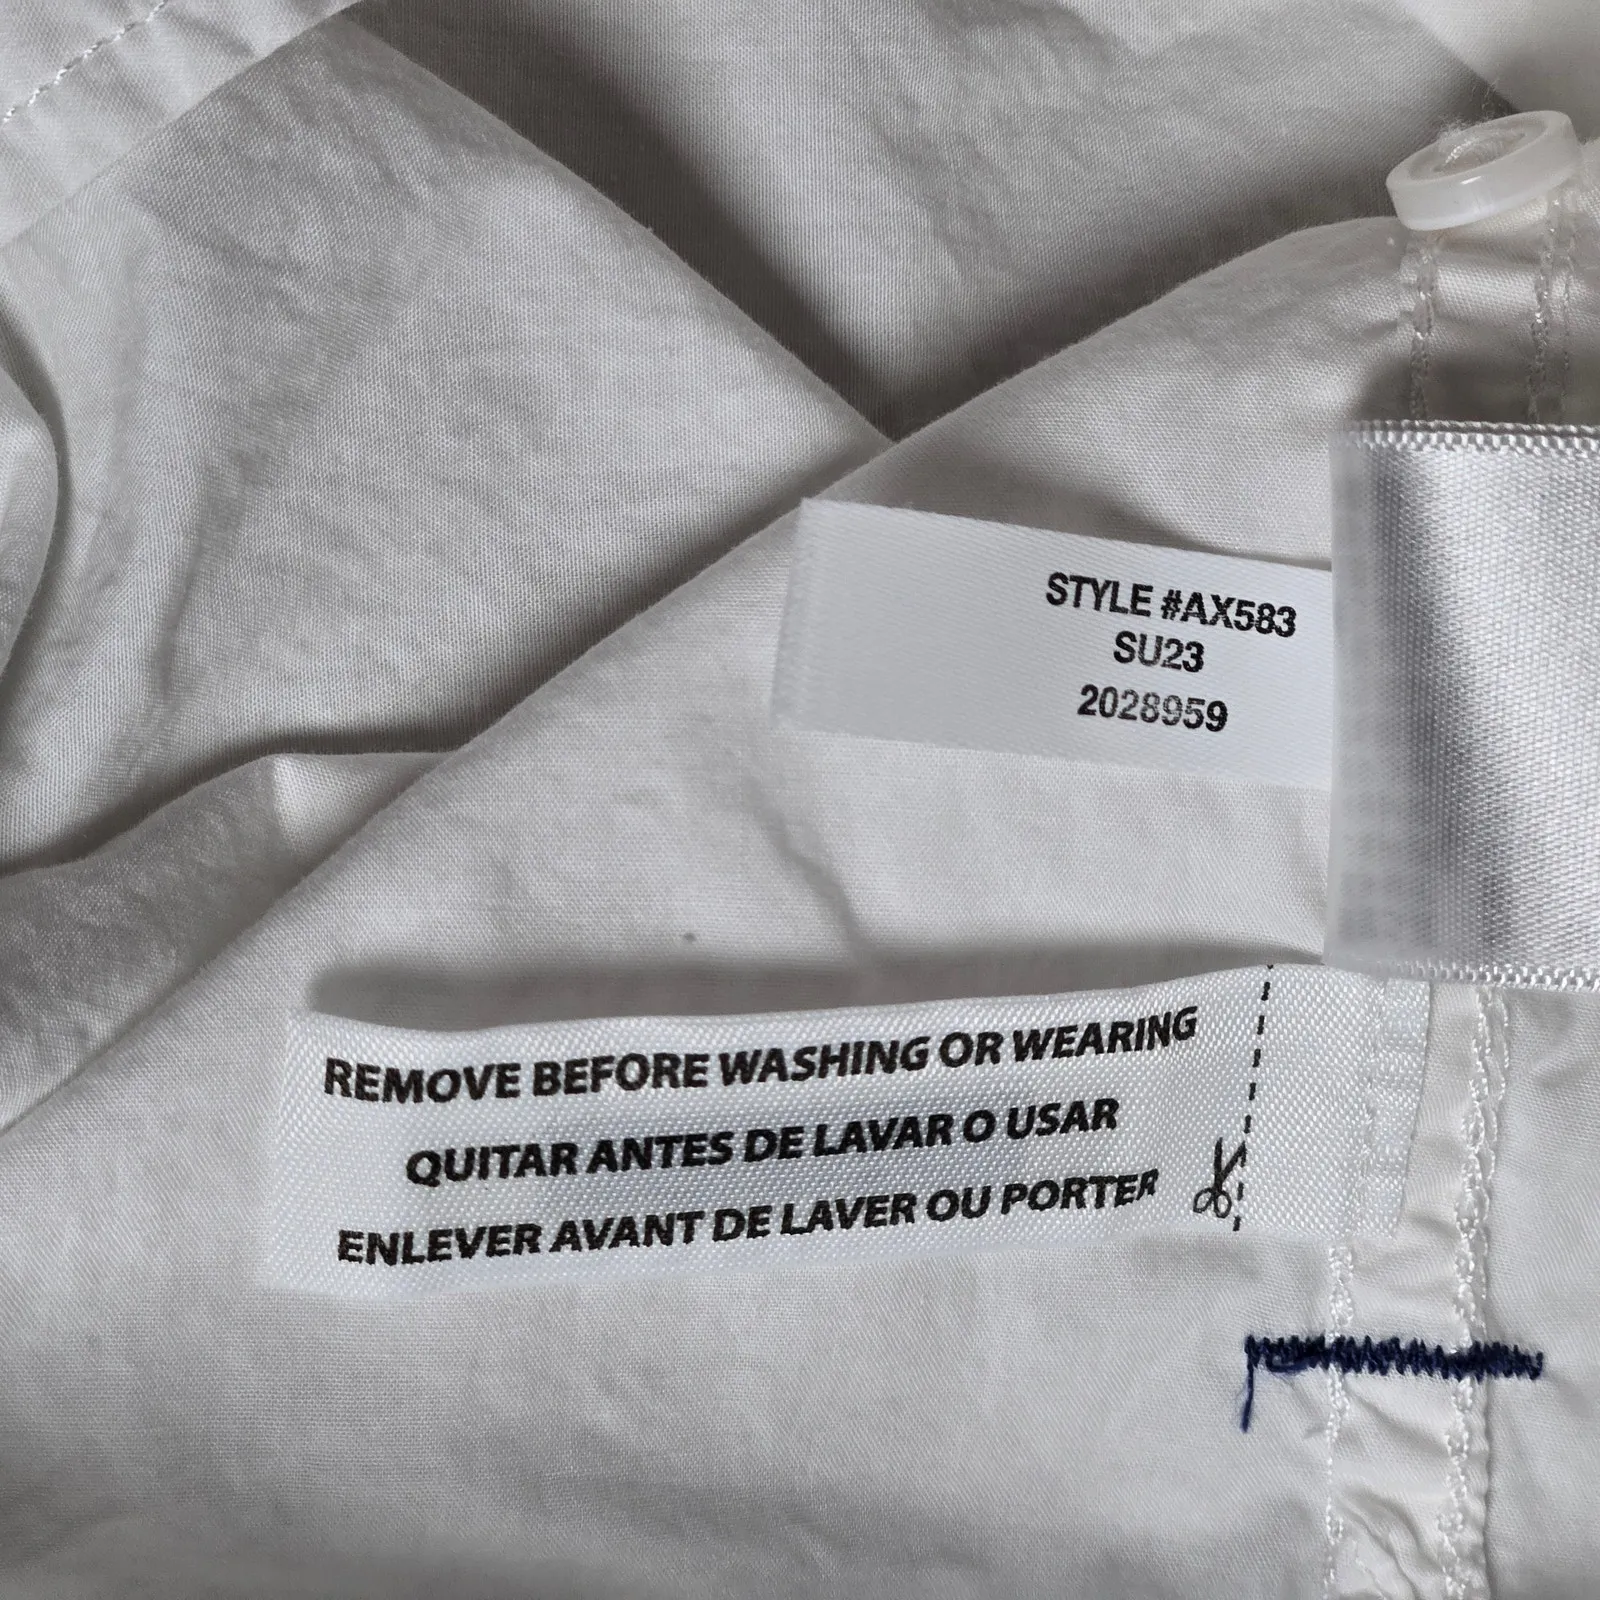 STYLE #AX583
SU23
2028959
REMOVE BEFORE WASHING OR WEARING
QUITAR ANTES DE LAVAR O USAR
ENLEVER AVANT DE LAVER OU PORTER